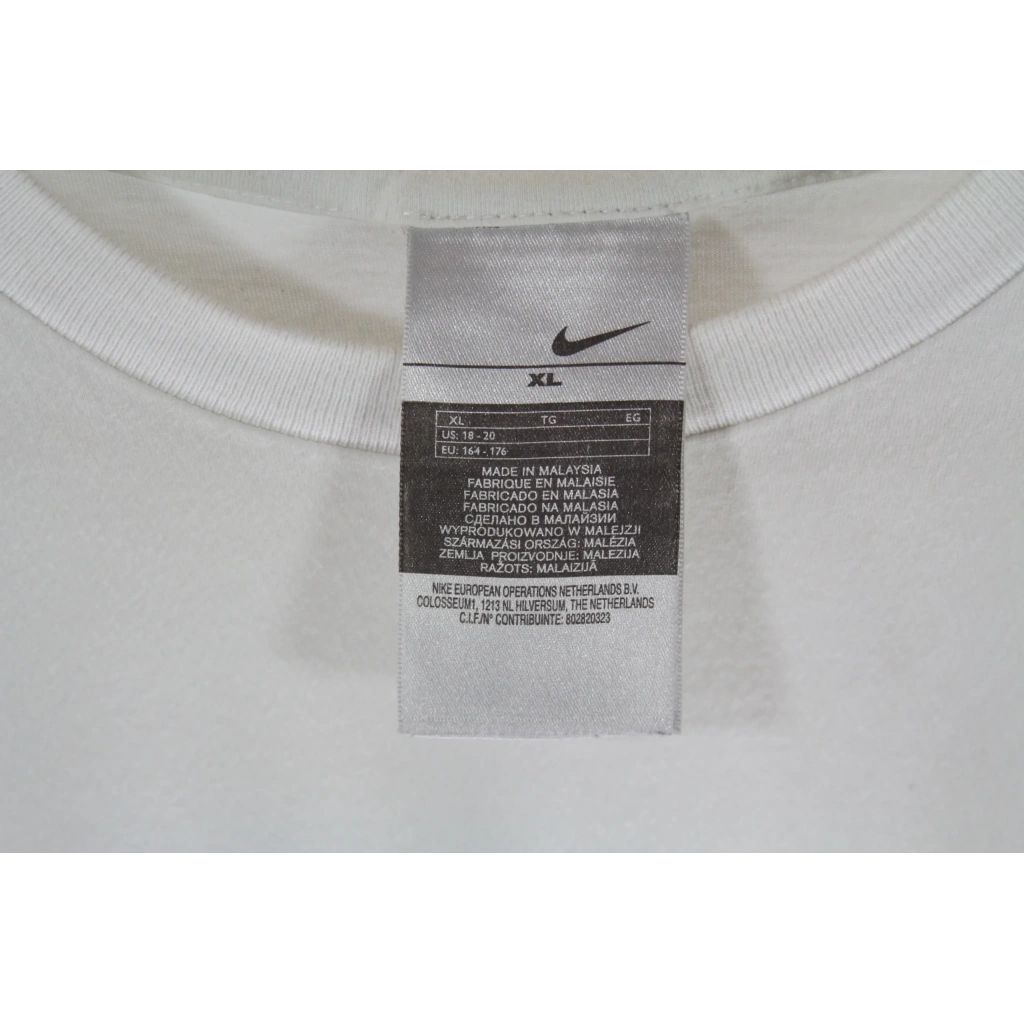 XL
XL TG EG
US: 18 - 20
EU: 164 - 176
MADE IN MALAYSIA
FABRIQUE EN MALAISIE
FABRICADO EN MALASIA
FABRICADO NA MALASIA
СДЕЛАНО В МАЛАЙЗИИ
WYPRODUKOWANO W MALEJZJI
SZÁRMAZÁSI ORSZÁG: MALÉZIA
ZEMLJA PROIZVODNJE: MALEZIJA
RAŽOTS: MALAIZIJĀ
NIKE EUROPEAN OPERATIONS NETHERLANDS B.V.
COLOSSEUM1, 1213 NL HILVERSUM, THE NETHERLANDS
C.I.F./N° CONTRIBUINTE: 802820323